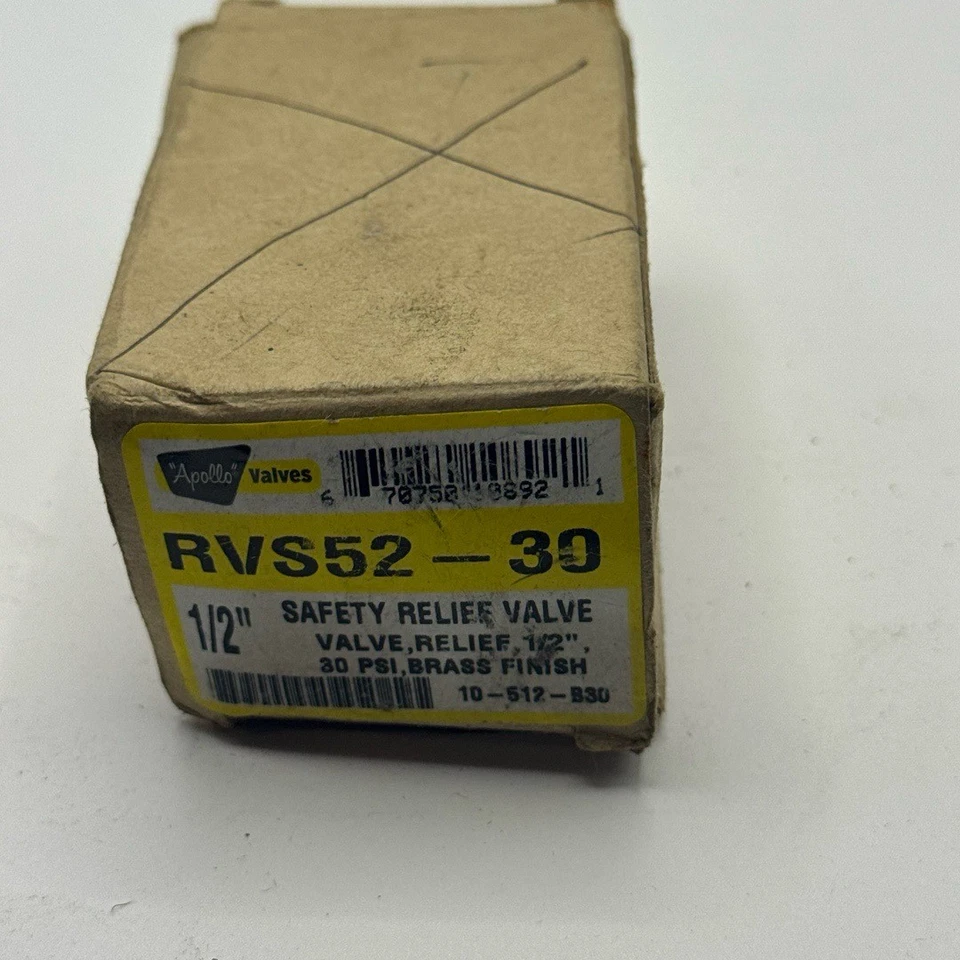 "Apollo" Valves
6 70750 18892 1
RVS52-30
1/2" SAFETY RELIEF VALVE
VALVE,RELIEF,1/2",
30 PSI,BRASS FINISH
10-512-B30